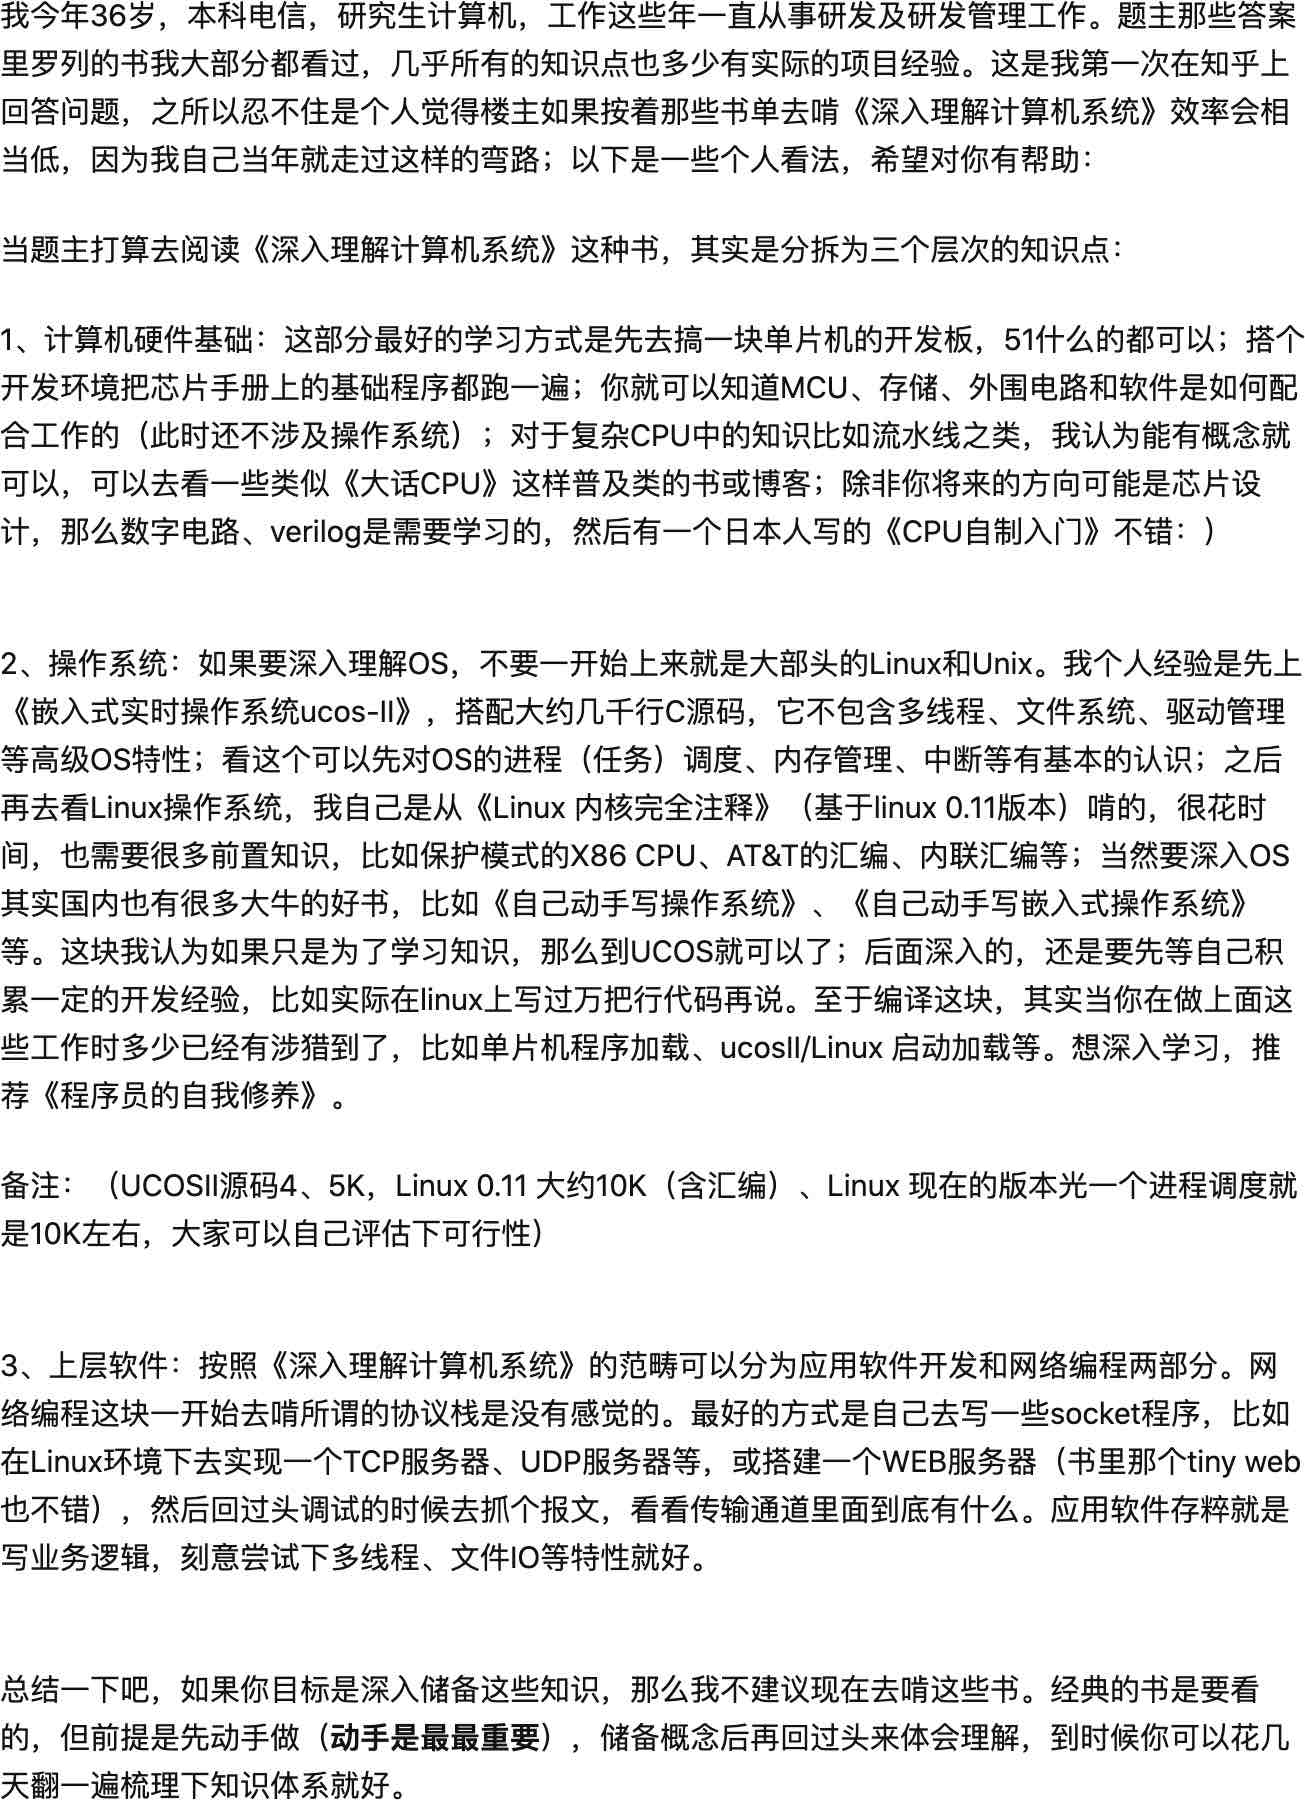 我今年36岁，本科电信，研究生计算机，工作这些年一直从事研发及研发管理工作。题主那些答案
里罗列的书我大部分都看过，几乎所有的知识点也多少有实际的项目经验。这是我第一次在知乎上
回答问题，之所以忍不住是个人觉得楼主如果按着那些书单去啃《深入理解计算机系统》效率会相
当低，因为我自己当年就走过这样的弯路；以下是一些个人看法，希望对你有帮助：
当题主打算去阅读《深入理解计算机系统》这种书，其实是分拆为三个层次的知识点：
1、计算机硬件基础：这部分最好的学习方式是先去搞一块单片机的开发板，51什么的都可以；搭个
开发环境把芯片手册上的基础程序都跑一遍；你就可以知道MCU、存储、外围电路和软件是如何配
合工作的（此时还不涉及操作系统）；对于复杂CPU中的知识比如流水线之类，我认为能有概念就
可以，可以去看一些类似《大话CPU》这样普及类的书或博客；除非你将来的方向可能是芯片设
计，那么数字电路、verilog是需要学习的，然后有一个日本人写的《CPU自制入门》不错：）
2、操作系统：如果要深入理解OS，不要一开始上来就是大部头的Linux和Unix。我个人经验是先上
《嵌入式实时操作系统ucos-II》，搭配大约几千行C源码，它不包含多线程、文件系统、驱动管理
等高级OS特性；看这个可以先对OS的进程（任务）调度、内存管理、中断等有基本的认识；之后
再去看Linux操作系统，我自己是从《Linux 内核完全注释》（基于linux 0.11版本）啃的，很花时
间，也需要很多前置知识，比如保护模式的X86 CPU、AT&T的汇编、内联汇编等；当然要深入OS
其实国内也有很多大牛的好书，比如《自己动手写操作系统》、《自己动手写嵌入式操作系统》
等。这块我认为如果只是为了学习知识，那么到UCOS就可以了；后面深入的，还是要先等自己积
累一定的开发经验，比如实际在linux上写过万把行代码再说。至于编译这块，其实当你在做上面这
些工作时多少已经有涉猎到了，比如单片机程序加载、ucosII/Linux 启动加载等。想深入学习，推
荐《程序员的自我修养》。
备注：（UCOSII源码4、5K，Linux 0.11 大约10K（含汇编）、Linux 现在的版本光一个进程调度就
是10K左右，大家可以自己评估下可行性）
3、上层软件：按照《深入理解计算机系统》的范畴可以分为应用软件开发和网络编程两部分。网
络编程这块一开始去啃所谓的协议栈是没有感觉的。最好的方式是自己去写一些socket程序，比如
在Linux环境下去实现一个TCP服务器、UDP服务器等，或搭建一个WEB服务器（书里那个tiny web
也不错），然后回过头调试的时候去抓个报文，看看传输通道里面到底有什么。应用软件存粹就是
写业务逻辑，刻意尝试下多线程、文件IO等特性就好。
总结一下吧，如果你目标是深入储备这些知识，那么我不建议现在去啃这些书。经典的书是要看
的，但前提是先动手做（动手是最最重要），储备概念后再回过头来体会理解，到时候你可以花几
天翻一遍梳理下知识体系就好。